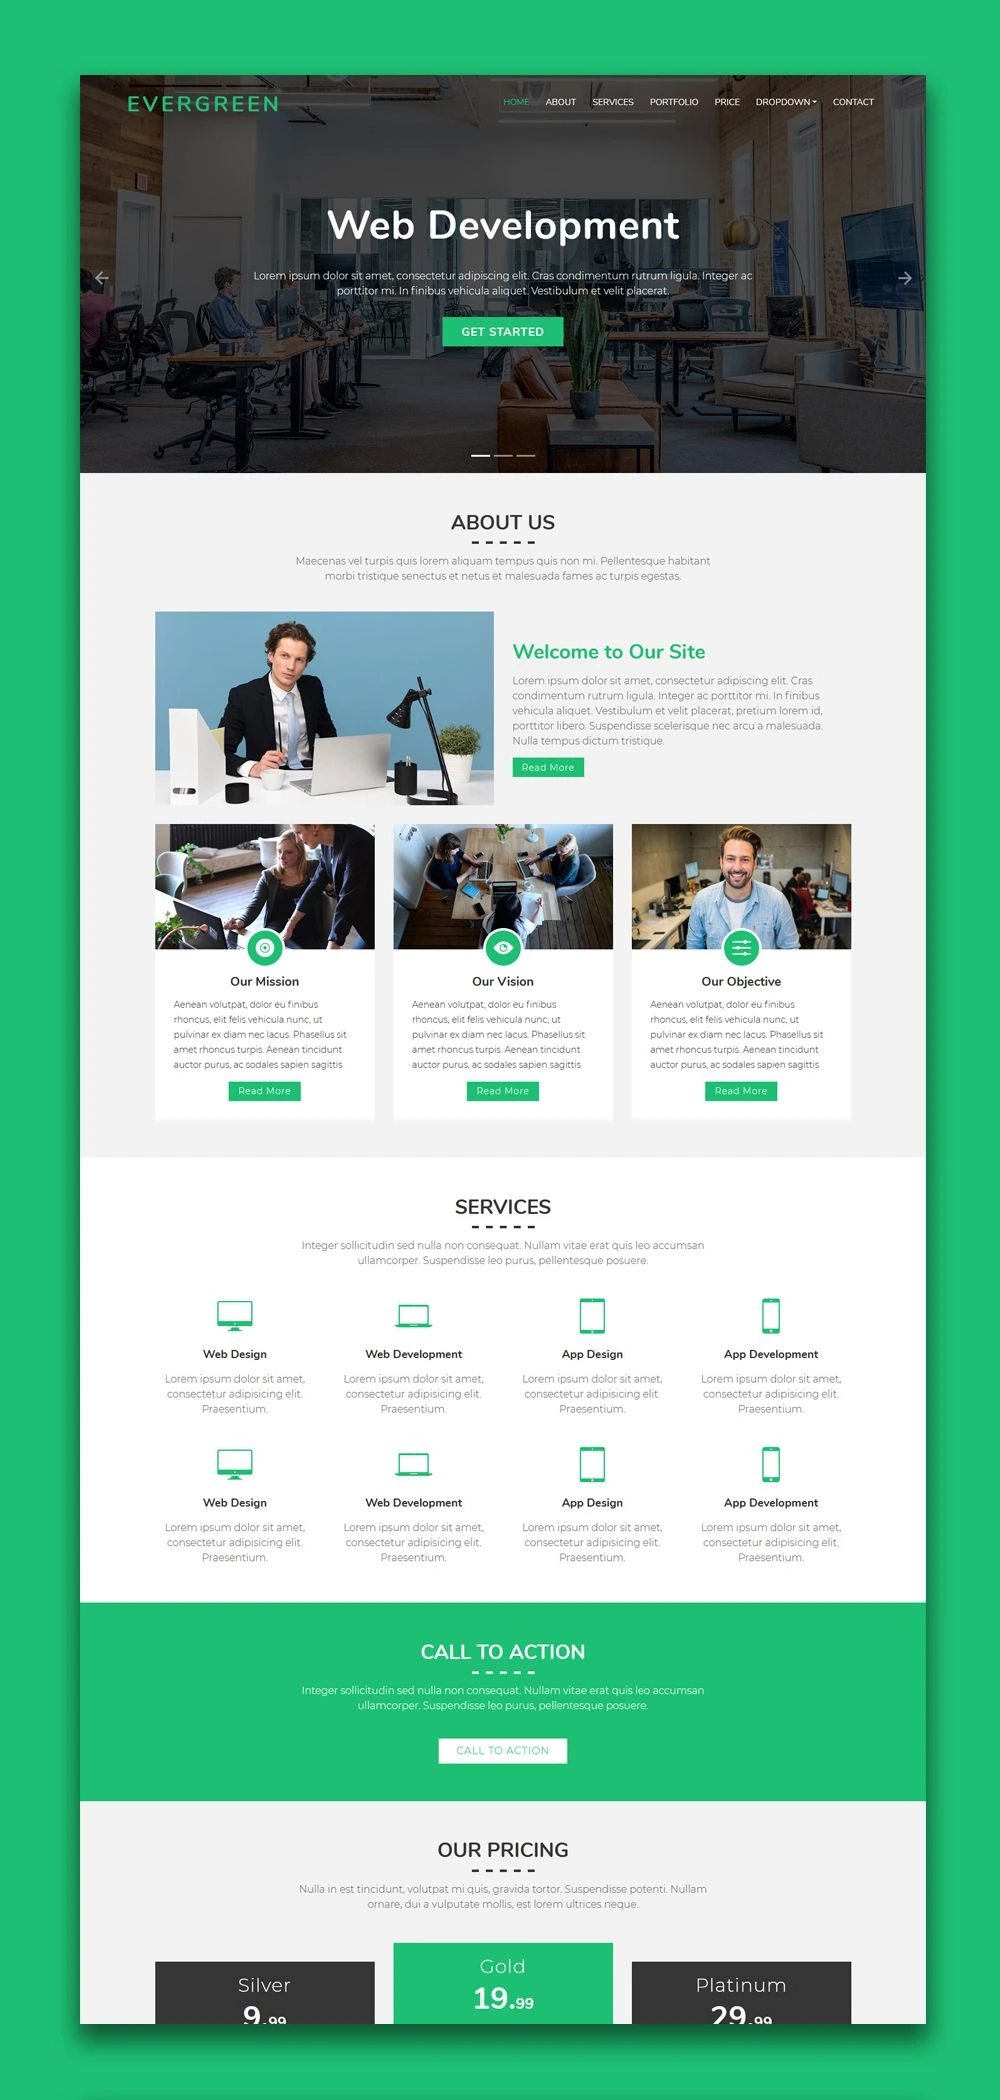 EVERGREEN
HOME ABOUT SERVICES PORTFOLIO PRICE DROPDOWN CONTACT
Web Development
Lorem ipsum dolor sit amet, consectetur adipiscing elit. Cras condimentum rutrum ligula. Integer ac
porttitor mi. In finibus vehicula aliquet. Vestibulum et velit placerat.
GET STARTED
ABOUT US
Maecenas vel turpis quis lorem aliquam tempus quis non mi. Pellentesque habitant
morbi tristique senectus et netus et malesuada fames ac turpis egestas.
Welcome to Our Site
Lorem ipsum dolor sit amet, consectetur adipiscing elit. Cras
condimentum rutrum ligula. Integer ac porttitor mi. In finibus
vehicula aliquet. Vestibulum et velit placerat, pretium lorem id,
porttitor libero. Suspendisse scelerisque nec arcu a malesuada.
Nulla tempus dictum tristique.
Read More
Our Mission
Aenean volutpat, dolor eu finibus
rhoncus, elit felis vehicula nunc, ut
pulvinar ex diam nec lacus. Phasellus sit
amet rhoncus turpis. Aenean tincidunt
auctor purus, ac sodales sapien sagittis
Read More
Our Vision
Aenean volutpat, dolor eu finibus
rhoncus, elit felis vehicula nunc, ut
pulvinar ex diam nec lacus. Phasellus sit
amet rhoncus turpis. Aenean tincidunt
auctor purus, ac sodales sapien sagittis
Read More
Our Objective
Aenean volutpat, dolor eu finibus
rhoncus, elit felis vehicula nunc, ut
pulvinar ex diam nec lacus. Phasellus sit
amet rhoncus turpis. Aenean tincidunt
auctor purus, ac sodales sapien sagittis
Read More
SERVICES
Integer sollicitudin sed nulla non consequat. Nullam vitae erat quis leo accumsan
ullamcorper. Suspendisse leo purus, pellentesque posuere.
Web Design
Lorem ipsum dolor sit amet,
consectetur adipisicing elit.
Praesentium.
Web Development
Lorem ipsum dolor sit amet,
consectetur adipisicing elit.
Praesentium.
App Design
Lorem ipsum dolor sit amet,
consectetur adipisicing elit.
Praesentium.
App Development
Lorem ipsum dolor sit amet,
consectetur adipisicing elit.
Praesentium.
Web Design
Lorem ipsum dolor sit amet,
consectetur adipisicing elit.
Praesentium.
Web Development
Lorem ipsum dolor sit amet,
consectetur adipisicing elit.
Praesentium.
App Design
Lorem ipsum dolor sit amet,
consectetur adipisicing elit.
Praesentium.
App Development
Lorem ipsum dolor sit amet,
consectetur adipisicing elit.
Praesentium.
CALL TO ACTION
Integer sollicitudin sed nulla non consequat. Nullam vitae erat quis leo accumsan
ullamcorper. Suspendisse leo purus, pellentesque posuere.
CALL TO ACTION
OUR PRICING
Nulla in est tincidunt, volutpat mi quis, gravida tortor. Suspendisse potenti. Nullam
ornare, dui a vulputate mollis, est lorem ultrices neque.
Silver
9.99
Gold
19.99
Platinum
29.99